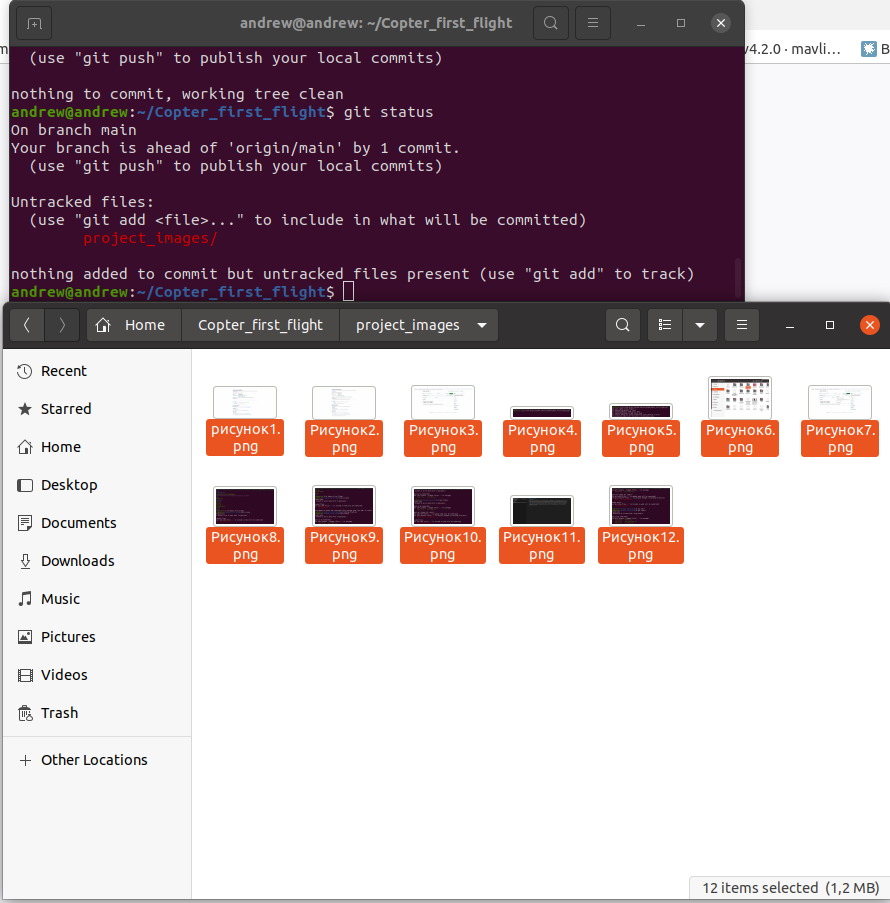 andrew@andrew: ~/Copter_first_flight
v4.2.0 · mavli…
B
m
(use "git push" to publish your local commits)
nothing to commit, working tree clean
andrew@andrew:~/Copter_first_flight$ git status
On branch main
Your branch is ahead of 'origin/main' by 1 commit.
(use "git push" to publish your local commits)
Untracked files:
(use "git add <file>..." to include in what will be committed)
project_images/
nothing added to commit but untracked files present (use "git add" to track)
andrew@andrew:~/Copter_first_flight$
Home
Copter_first_flight
project_images
Recent
Starred
Home
Desktop
Documents
Downloads
Music
Pictures
Videos
Trash
Other Locations
рисунок1.
png
Рисунок2.
png
Рисунок3.
png
Рисунок4.
png
Рисунок5.
png
Рисунок6.
png
Рисунок7.
png
Рисунок8.
png
Рисунок9.
png
Рисунок10.
png
Рисунок11.
png
Рисунок12.
png
12 items selected (1,2 MB)